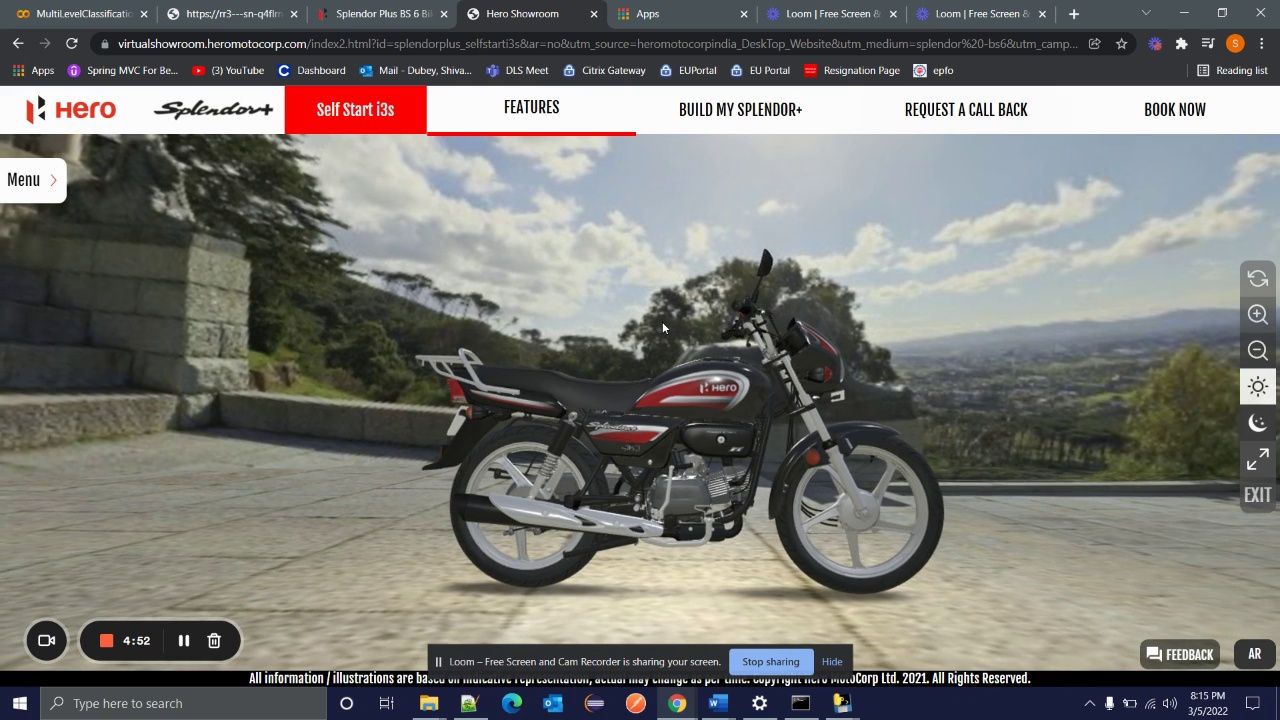 MultiLevelClassificatio
https://rr3---sn-q4flrn
Splendor Plus BS 6 Bik
Hero Showroom
Apps
Loom | Free Screen &
Loom | Free Screen &
virtualshowroom.heromotocorp.com/index2.html?id=splendorplus_selfstarti3s&at=no&utm_source=heromotocorpindia_DeskTop_Website&utm_medium=splendor%20-bs6&utm_camp...
Apps
Spring MVC For Be...
(3) YouTube
Dashboard
Mail - Dubey, Shiva...
DLS Meet
Citrix Gateway
EUPortal
EU Portal
Resignation Page
epfo
Reading list
Hero
Splendor+
Self Start i3s
FEATURES
BUILD MY SPLENDOR+
REQUEST A CALL BACK
BOOK NOW
Menu
Hero
Splendor+
EXIT
4:52
Loom – Free Screen and Cam Recorder is sharing your screen.
Stop sharing
Hide
FEEDBACK
AR
All information / illustrations are based on indicative representation, actual may change as per time. Copyright Hero MotoCorp Ltd. 2021. All Rights Reserved.
Type here to search
8:15 PM
3/5/2022